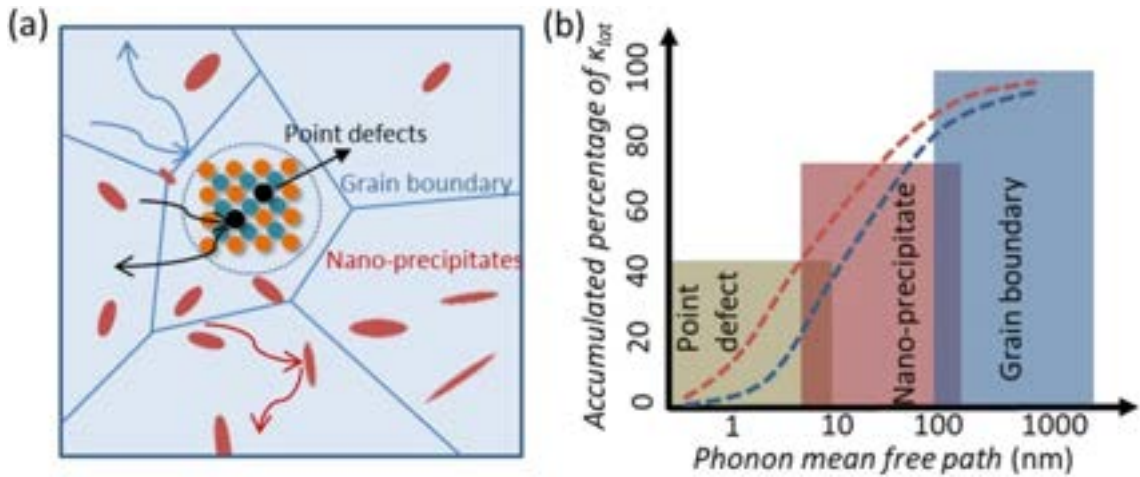 (a)
Point defects
Grain boundary
Nano-precipitates
(b)
Accumulated percentage of κlat
100
80
60
40
20
0
Point
defect
Nano-precipitate
Grain boundary
1
10
100
1000
Phonon mean free path (nm)